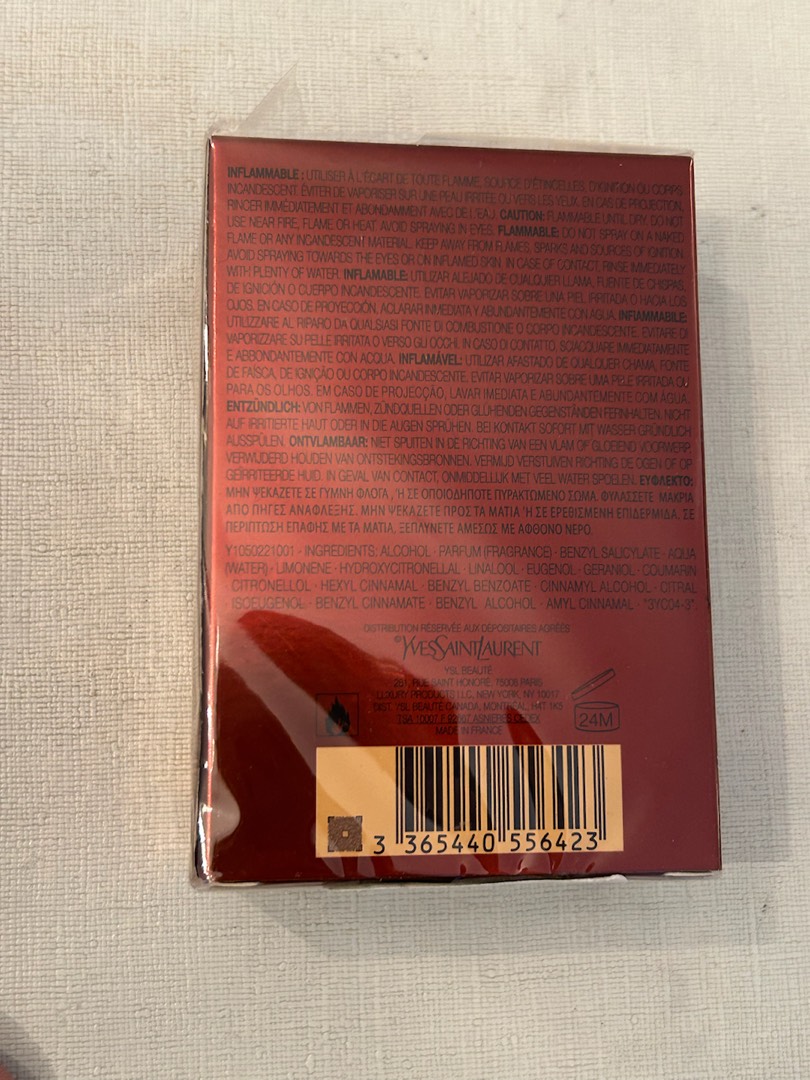 INFLAMMABLE : UTILISER À L'ÉCART DE TOUTE FLAMME, SOURCE D'ÉTINCELLES, D'IGNITION OU CORPS
INCANDESCENT. ÉVITER DE VAPORISER SUR UNE PEAU IRRITÉE OU VERS LES YEUX. EN CAS DE PROJECTION,
RINCER IMMÉDIATEMENT ET ABONDAMMENT AVEC DE L'EAU. CAUTION: FLAMMABLE UNTIL DRY. DO NOT
USE NEAR FIRE, FLAME OR HEAT. AVOID SPRAYING IN EYES. FLAMMABLE: DO NOT SPRAY ON A NAKED
FLAME OR ANY INCANDESCENT MATERIAL. KEEP AWAY FROM FLAMES, SPARKS AND SOURCES OF IGNITION.
AVOID SPRAYING TOWARDS THE EYES OR ON INFLAMED SKIN. IN CASE OF CONTACT, RINSE IMMEDIATELY
WITH PLENTY OF WATER. INFLAMABLE: UTILIZAR ALEJADO DE CUALQUIER LLAMA, FUENTE DE CHISPAS,
DE IGNICIÓN O CUERPO INCANDESCENTE. EVITAR VAPORIZAR SOBRE UNA PIEL IRRITADA O HACIA LOS
OJOS. EN CASO DE PROYECCIÓN, ACLARAR INMEDIATA Y ABUNDANTEMENTE CON AGUA. INFIAMMABILE:
UTILIZZARE AL RIPARO DA QUALSIASI FONTE DI COMBUSTIONE O CORPO INCANDESCENTE. EVITARE DI
VAPORIZZARE SU PELLE IRRITATA O VERSO GLI OCCHI. IN CASO DI CONTATTO, SCIACQUARE IMMEDIATAMENTE
E ABBONDANTEMENTE CON ACQUA. INFLAMÁVEL: UTILIZAR AFASTADO DE QUALQUER CHAMA, FONTE
DE FAÍSCA, DE IGNIÇÃO OU CORPO INCANDESCENTE. EVITAR VAPORIZAR SOBRE UMA PELE IRRITADA OU
PARA OS OLHOS. EM CASO DE PROJECÇÃO, LAVAR IMEDIATA E ABUNDANTEMENTE COM ÁGUA.
ENTZÜNDLICH: VON FLAMMEN, ZÜNDQUELLEN ODER GLÜHENDEN GEGENSTÄNDEN FERNHALTEN. NICHT
AUF IRRITIERTE HAUT ODER IN DIE AUGEN SPRÜHEN. BEI KONTAKT SOFORT MIT WASSER GRÜNDLICH
AUSSPÜLEN. ONTVLAMBAAR: NIET SPUITEN IN DE RICHTING VAN EEN VLAM OF GLOEIEND VOORWERP.
VERWIJDERD HOUDEN VAN ONTSTEKINGSBRONNEN. VERMIJD VERSTUIVEN RICHTING DE OGEN OF OP
GEÏRRITEERDE HUID. IN GEVAL VAN CONTACT, ONMIDDELLIJK MET VEEL WATER SPOELEN. ΕΥΦΛΕΚΤΟ:
ΜΗΝ ΨΕΚΑΖΕΤΕ ΣΕ ΓΥΜΝΗ ΦΛΟΓΑ , Ή ΣΕ ΟΠΟΙΟΔΗΠΟΤΕ ΠΥΡΑΚΤΩΜΕΝΟ ΣΩΜΑ. ΦΥΛΑΣΣΕΤΕ ΜΑΚΡΙΑ
ΑΠΟ ΠΗΓΕΣ ΑΝΑΦΛΕΞΗΣ. ΜΗΝ ΨΕΚΑΖΕΤΕ ΠΡΟΣ ΤΑ ΜΑΤΙΑ Ή ΣΕ ΕΡΕΘΙΣΜΕΝΗ ΕΠΙΔΕΡΜΙΔΑ. ΣΕ
ΠΕΡΙΠΤΩΣΗ ΕΠΑΦΗΣ ΜΕ ΤΑ ΜΑΤΙΑ, ΞΕΠΛΥΝΕΤΕ ΑΜΕΣΩΣ ΜΕ ΑΦΘΟΝΟ ΝΕΡΟ.
Y1050221001 · INGREDIENTS: ALCOHOL · PARFUM (FRAGRANCE) · BENZYL SALICYLATE · AQUA
(WATER) · LIMONENE · HYDROXYCITRONELLAL · LINALOOL · EUGENOL · GERANIOL · COUMARIN
· CITRONELLOL · HEXYL CINNAMAL · BENZYL BENZOATE · CINNAMYL ALCOHOL · CITRAL
· ISOEUGENOL · BENZYL CINNAMATE · BENZYL ALCOHOL · AMYL CINNAMAL · "3YC04-3".
DISTRIBUTION RÉSERVÉE AUX DÉPOSITAIRES AGRÉÉS
©YVESSAINTLAURENT
YSL BEAUTÉ
281, RUE SAINT HONORÉ, 75008 PARIS
LUXURY PRODUCTS LLC, NEW YORK, NY 10017
DIST. YSL BEAUTÉ CANADA, MONTRÉAL, H4T 1K5
TSA 10007 F 92667 ASNIÈRES CEDEX
MADE IN FRANCE
24M
3 365440 556423